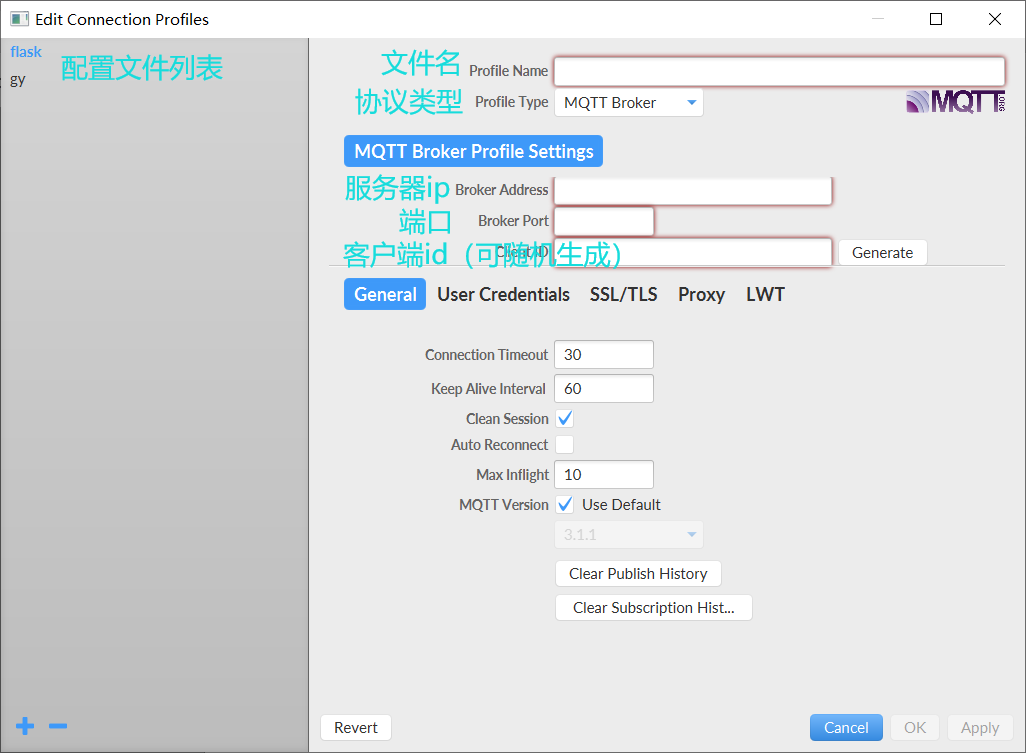 Edit Connection Profiles
flask
gy
配置文件列表
文件名 Profile Name
协议类型 Profile Type MQTT Broker
MQTT.ORG
MQTT Broker Profile Settings
服务器ip Broker Address
端口 Broker Port
客户端id（可随机生成） Client ID Generate
General User Credentials SSL/TLS Proxy LWT
Connection Timeout 30
Keep Alive Interval 60
Clean Session
Auto Reconnect
Max Inflight 10
MQTT Version Use Default
3.1.1
Clear Publish History
Clear Subscription Hist...
Revert Cancel OK Apply